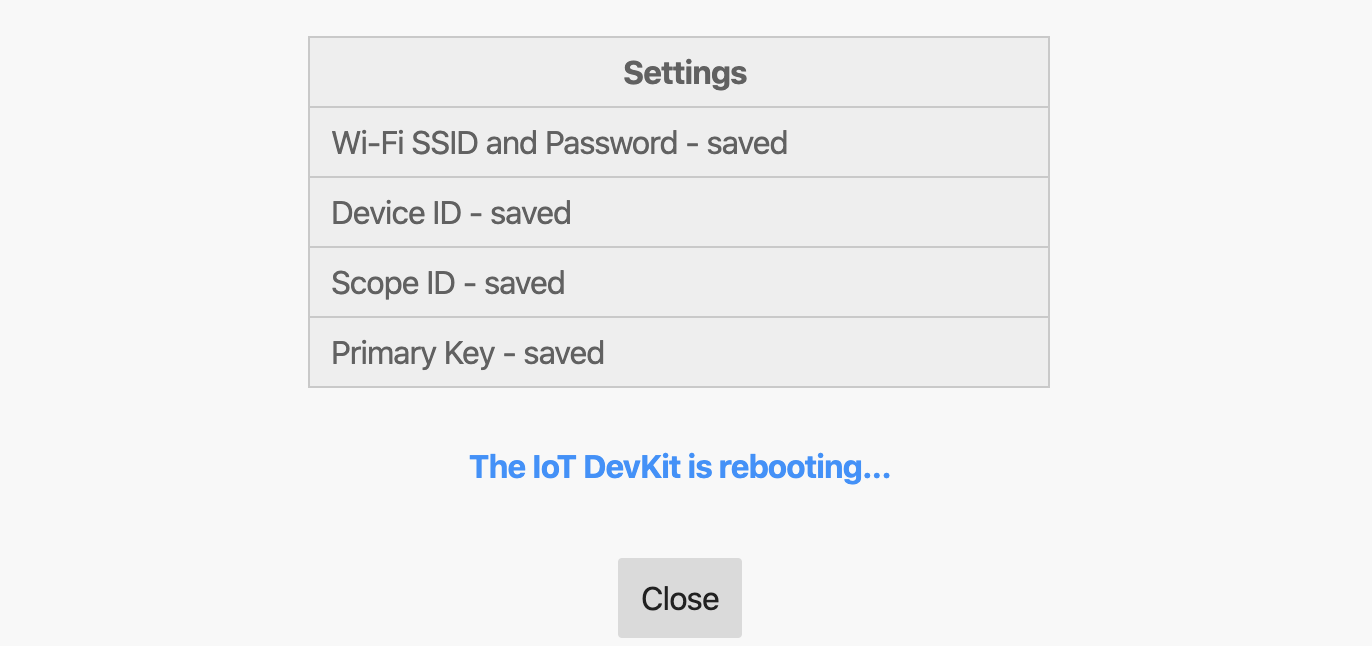 Settings
Wi-Fi SSID and Password - saved
Device ID - saved
Scope ID - saved
Primary Key - saved
The IoT DevKit is rebooting...
Close